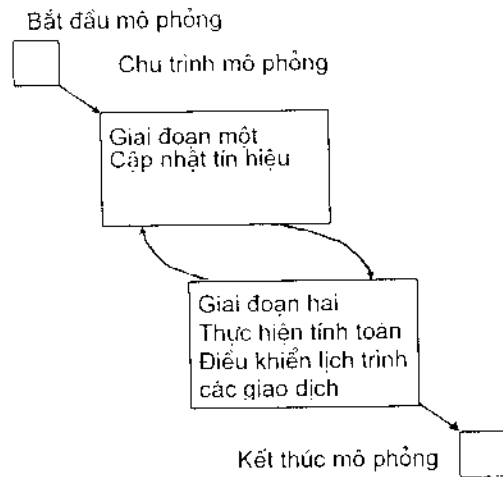 Bắt đầu mô phỏng
Chu trình mô phỏng
Giai đoạn một
Cập nhật tín hiệu
Giai đoạn hai
Thực hiện tính toán
Điều khiển lịch trình
các giao dịch
Kết thúc mô phỏng